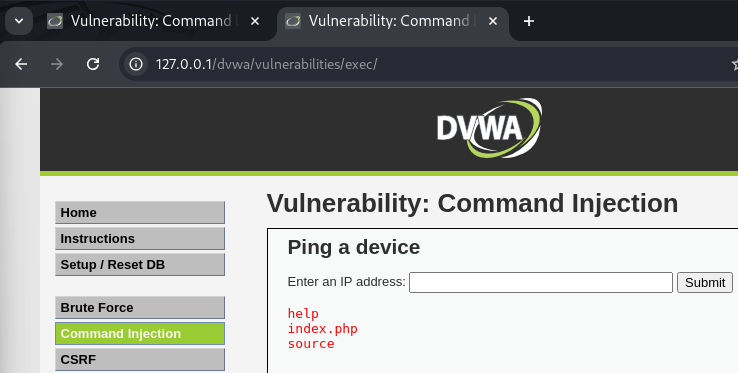 Vulnerability: Command
Vulnerability: Command
127.0.0.1/dvwa/vulnerabilities/exec/
DVWA
Home
Instructions
Setup / Reset DB
Brute Force
Command Injection
CSRF
Vulnerability: Command Injection
Ping a device
Enter an IP address:
Submit
help
index.php
source